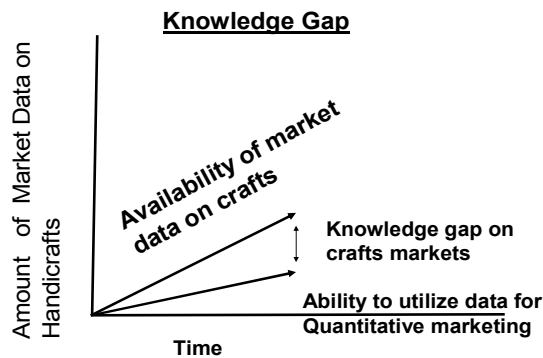 Knowledge Gap
Amount of Market Data on
Handicrafts
Availability of market
data on crafts
Knowledge gap on
crafts markets
Ability to utilize data for
Quantitative marketing
Time